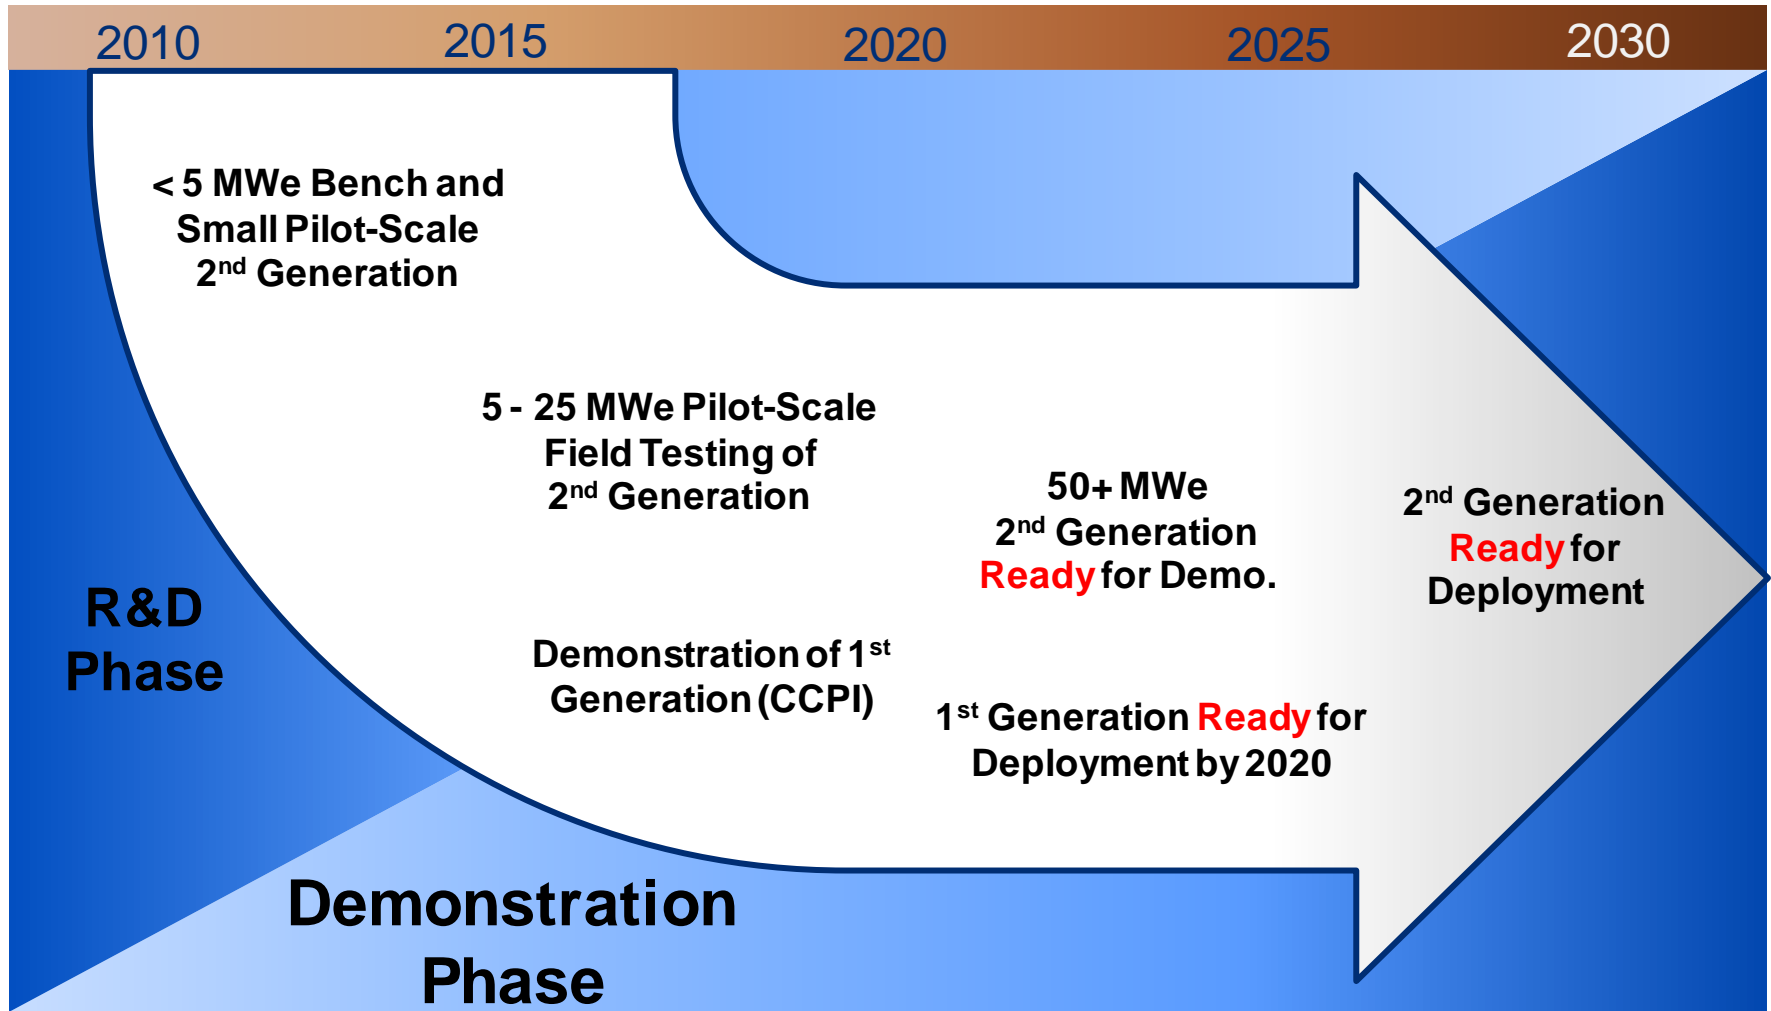 2010 2015 2020 2025 2030
< 5 MWe Bench and
Small Pilot-Scale
2nd Generation
5 - 25 MWe Pilot-Scale
Field Testing of
2nd Generation
50+ MWe
2nd Generation
Ready for Demo.
2nd Generation
Ready for
Deployment
R&D
Phase
Demonstration of 1st
Generation (CCPI)
1st Generation Ready for
Deployment by 2020
Demonstration
Phase